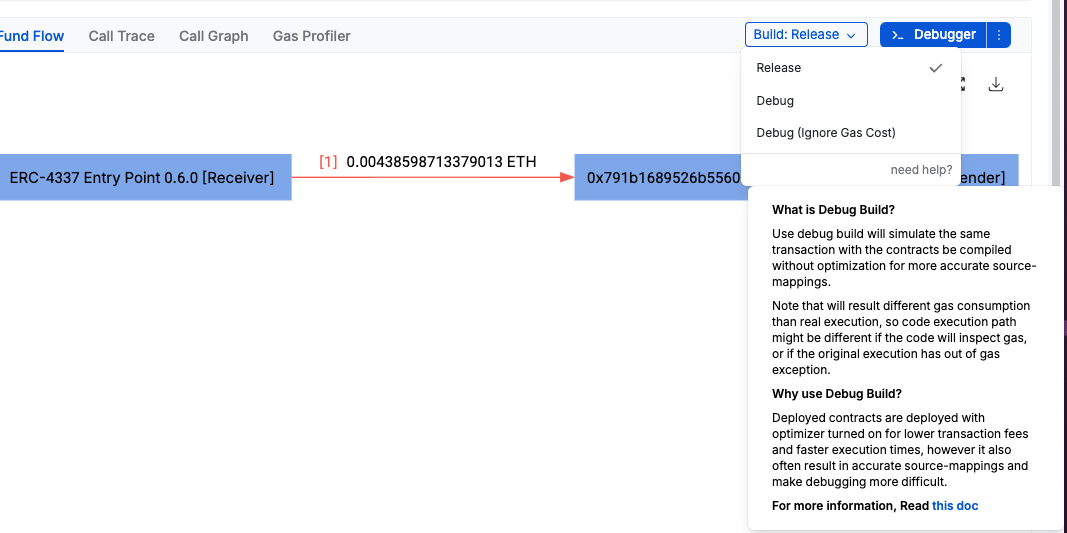 Fund Flow Call Trace Call Graph Gas Profiler Build: Release >_ Debugger
Release
Debug
Debug (Ignore Gas Cost)
need help?
ERC-4337 Entry Point 0.6.0 [Receiver] [1] 0.00438598713379013 ETH 0x791b1689526b5560 ender]
What is Debug Build?
Use debug build will simulate the same
transaction with the contracts be compiled
without optimization for more accurate source-
mappings.
Note that will result different gas consumption
than real execution, so code execution path
might be different if the code will inspect gas,
or if the original execution has out of gas
exception.
Why use Debug Build?
Deployed contracts are deployed with
optimizer turned on for lower transaction fees
and faster execution times, however it also
often result in accurate source-mappings and
make debugging more difficult.
For more information, Read this doc